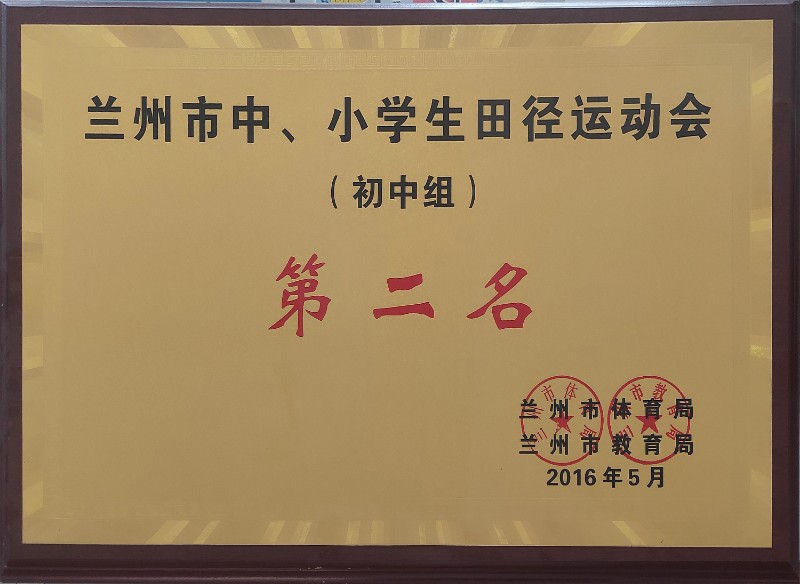 兰州市中、小学生田径运动会
（初中组）
第二名
兰州市体育局
兰州市教育局
2016年5月